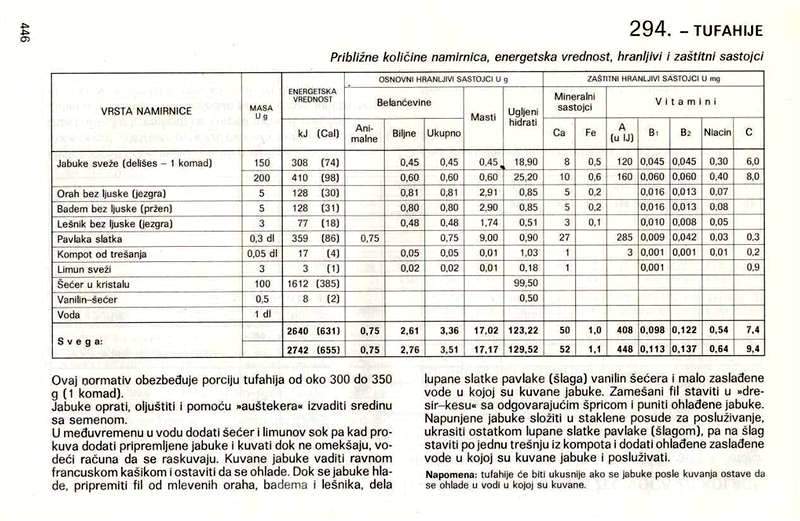 446
294. – TUFAHIJE
Približne količine namirnica, energetska vrednost, hranljivi i zaštitni sastojci
VRSTA NAMIRNICE MASA U g ENERGETSKA VREDNOST OSNOVNI HRANLJIVI SASTOJCI U g ZAŠTITNI HRANLJIVI SASTOJCI U mg
Belančevine Masti Ugljeni hidrati Mineralni sastojci Vitamini
kJ (Cal) Animalne Biljne Ukupno Ca Fe A (u IJ) B1 B2 Niacin C
Jabuke sveže (delišes – 1 komad) 150 308 (74) 0,45 0,45 0,45 18,90 8 0,5 120 0,045 0,045 0,30 6,0
200 410 (98) 0,60 0,60 0,60 25,20 10 0,6 160 0,060 0,060 0,40 8,0
Orah bez ljuske (jezgra) 5 128 (30) 0,81 0,81 2,91 0,85 5 0,2 0,016 0,013 0,07
Badem bez ljuske (pržen) 5 128 (31) 0,80 0,80 2,90 0,85 5 0,2 0,016 0,013 0,08
Lešnik bez ljuske (jezgra) 3 77 (18) 0,48 0,48 1,74 0,51 3 0,1 0,010 0,008 0,05
Pavlaka slatka 0,3 dl 359 (86) 0,75 0,75 9.00 0,90 27 285 0,009 0,042 0,03 0,3
Kompot od trešanja 0,05 dl 17 (4) 0,05 0,05 0,01 1,03 1 3 0,001 0,001 0,01 0,2
Limun sveži 3 3 (1) 0,02 0,02 0,01 0,18 1 0.001 0.9
Šećer u kristalu 100 1612 (385) 99,50
Vanilin–šećer 0,5 8 (2) 0,50
Voda 1 dl
Svega: 2640 (631) 0,75 2,61 3,36 17,02 123,22 50 1,0 408 0,098 0,122 0,54 7,4
2742 (655) 0,75 2,76 3,51 17,17 129,52 52 1,1 448 0,113 0,137 0,64 9,4
Ovaj normativ obezbeđuje porciju tufahija od oko 300 do 350
g (1 komad).
Jabuke oprati, oljuštiti i pomoću »auštekera« izvaditi sredinu
sa semenom.
U međuvremenu u vodu dodati šećer i limunov sok pa kad pro-
kuva dodati pripremljene jabuke i kuvati dok ne omekšaju, vo-
deći računa da se raskuvaju. Kuvane jabuke vaditi ravnom
francuskom kašikom i ostaviti da se ohlade. Dok se jabuke hla-
de, pripremiti fil od mlevenih oraha, badema i lešnika, dela
lupane slatke pavlake (šlaga) vanilin šećera i malo zaslađene
vode u kojoj su kuvane jabuke. Zamešani fil staviti u »dre-
sir–kesu« sa odgovarajućim špricom i puniti ohlađene jabuke.
Napunjene jabuke složiti u staklene posude za posluživanje,
ukrasiti ostatkom lupane slatke pavlake (šlagom), pa na šlag
staviti po jednu trešnju iz kompota i dodati ohlađene zaslađene
vode u kojoj su kuvane jabuke i posluživati.
Napomena: tufahije će biti ukusnije ako se jabuke posle kuvanja ostave da
se ohlade u vodi u kojoj su kuvane.